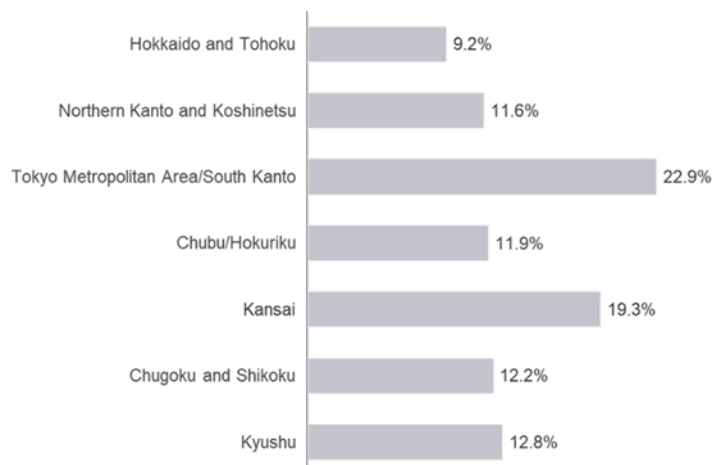 Hokkaido and Tohoku 9.2%
Northern Kanto and Koshinetsu 11.6%
Tokyo Metropolitan Area/South Kanto 22.9%
Chubu/Hokuriku 11.9%
Kansai 19.3%
Chugoku and Shikoku 12.2%
Kyushu 12.8%